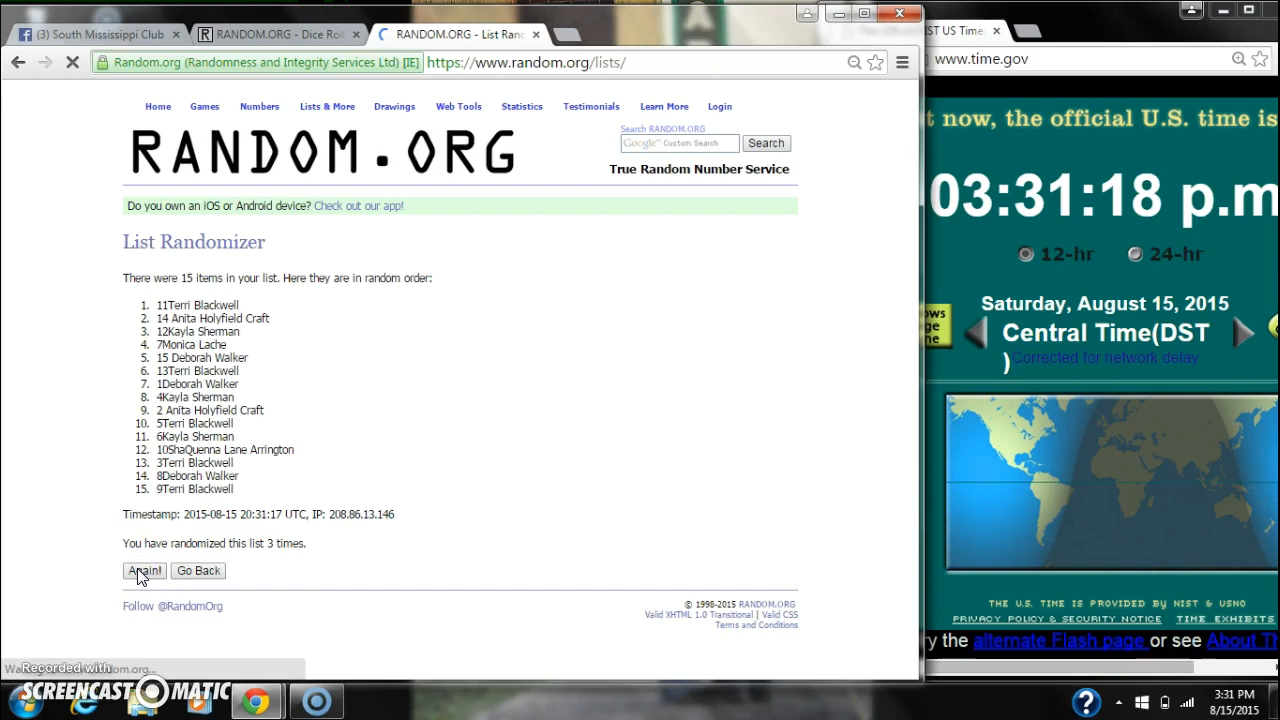 (3) South Mississippi Club
RANDOM.ORG - Dice Roll
RANDOM.ORG - List Ran
IST US Time:
Random.org (Randomness and Integrity Services Ltd) [IE]
https://www.random.org/lists/
www.time.gov
Home Games Numbers Lists & More Drawings Web Tools Statistics Testimonials Learn More Login
RANDOM.ORG
Search RANDOM.ORG
Google™ Custom Search
Search
True Random Number Service
Do you own an iOS or Android device? Check out our app!
List Randomizer
There were 15 items in your list. Here they are in random order:
1. 11Terri Blackwell
2. 14 Anita Holyfield Craft
3. 12Kayla Sherman
4. 7Monica Lache
5. 15 Deborah Walker
6. 13Terri Blackwell
7. 1Deborah Walker
8. 4Kayla Sherman
9. 2 Anita Holyfield Craft
10. 5Terri Blackwell
11. 6Kayla Sherman
12. 10ShaQuenna Lane Arrington
13. 3Terri Blackwell
14. 8Deborah Walker
15. 9Terri Blackwell
Timestamp: 2015-08-15 20:31:17 UTC, IP: 208.86.13.146
You have randomized this list 3 times.
Again! Go Back
Follow @RandomOrg
© 1998-2015 RANDOM.ORG
Valid XHTML 1.0 Transitional | Valid CSS
Terms and Conditions
t now, the official U.S. time is
03:31:18 p.m
12-hr 24-hr
Saturday, August 15, 2015
Central Time(DST
)
Corrected for network delay
THE U.S. TIME IS PROVIDED BY NIST & USNO
PRIVACY POLICY & SECURITY NOTICE TIME EXHIBITS
ry the alternate Flash page or see About Th
Recorded with
SCREENCAST MATIC
3:31 PM
8/15/2015